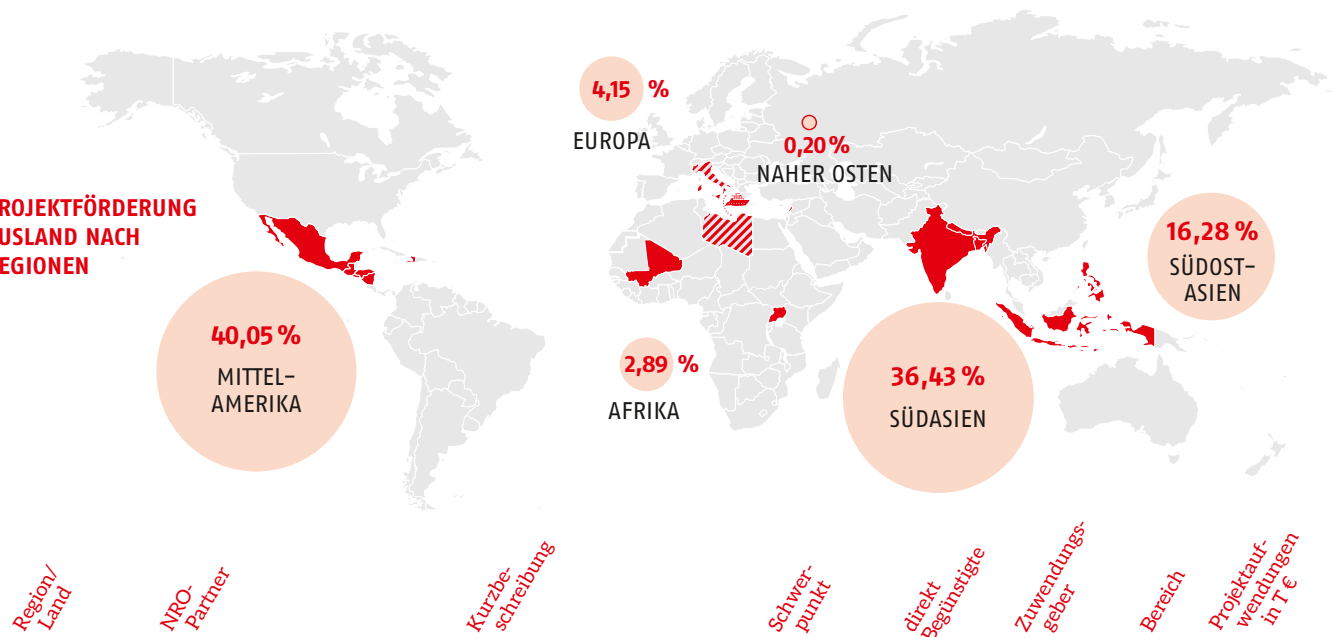 ROJEKTFÖRDERUNG
USLAND NACH
EGIONEN
4,15 %
EUROPA
0,20 %
NAHER OSTEN
16,28 %
SÜDOST–
ASIEN
40,05 %
MITTEL–
AMERIKA
2,89 %
AFRIKA
36,43 %
SÜDASIEN
Region/
Land
NRO-
Partner
Kurzbe-
schreibung
Schwer-
punkt
direkt
Begünstigte
Zuwendungs-
geber
Bereich
Projektauf-
wendungen
in T €